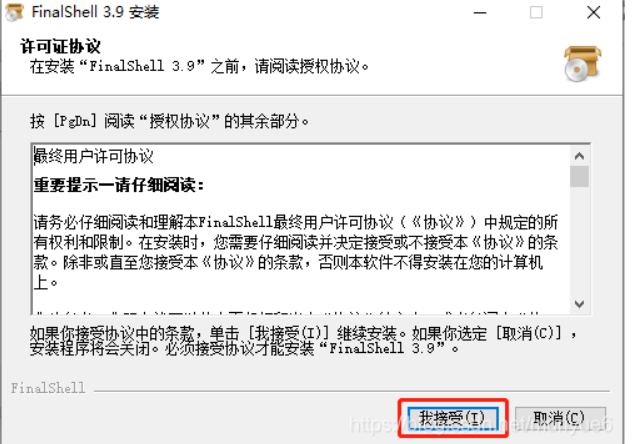 FinalShell 3.9 安装
许可证协议
在安装“FinalShell 3.9”之前，请阅读授权协议。
按 [PgDn] 阅读“授权协议”的其余部分。
最终用户许可协议
重要提示一请仔细阅读：
请务必仔细阅读和理解本FinalShell最终用户许可协议（《协议》）中规定的所
有权利和限制。在安装时，您需要仔细阅读并决定接受或不接受本《协议》的条
款。除非或直至您接受本《协议》的条款，否则本软件不得安装在您的计算机
上。
如果你接受协议中的条款，单击 [我接受(I)] 继续安装。如果你选定 [取消(C)] ，
安装程序将会关闭。必须接受协议才能安装“FinalShell 3.9”。
FinalShell
我接受(I)
取消(C)